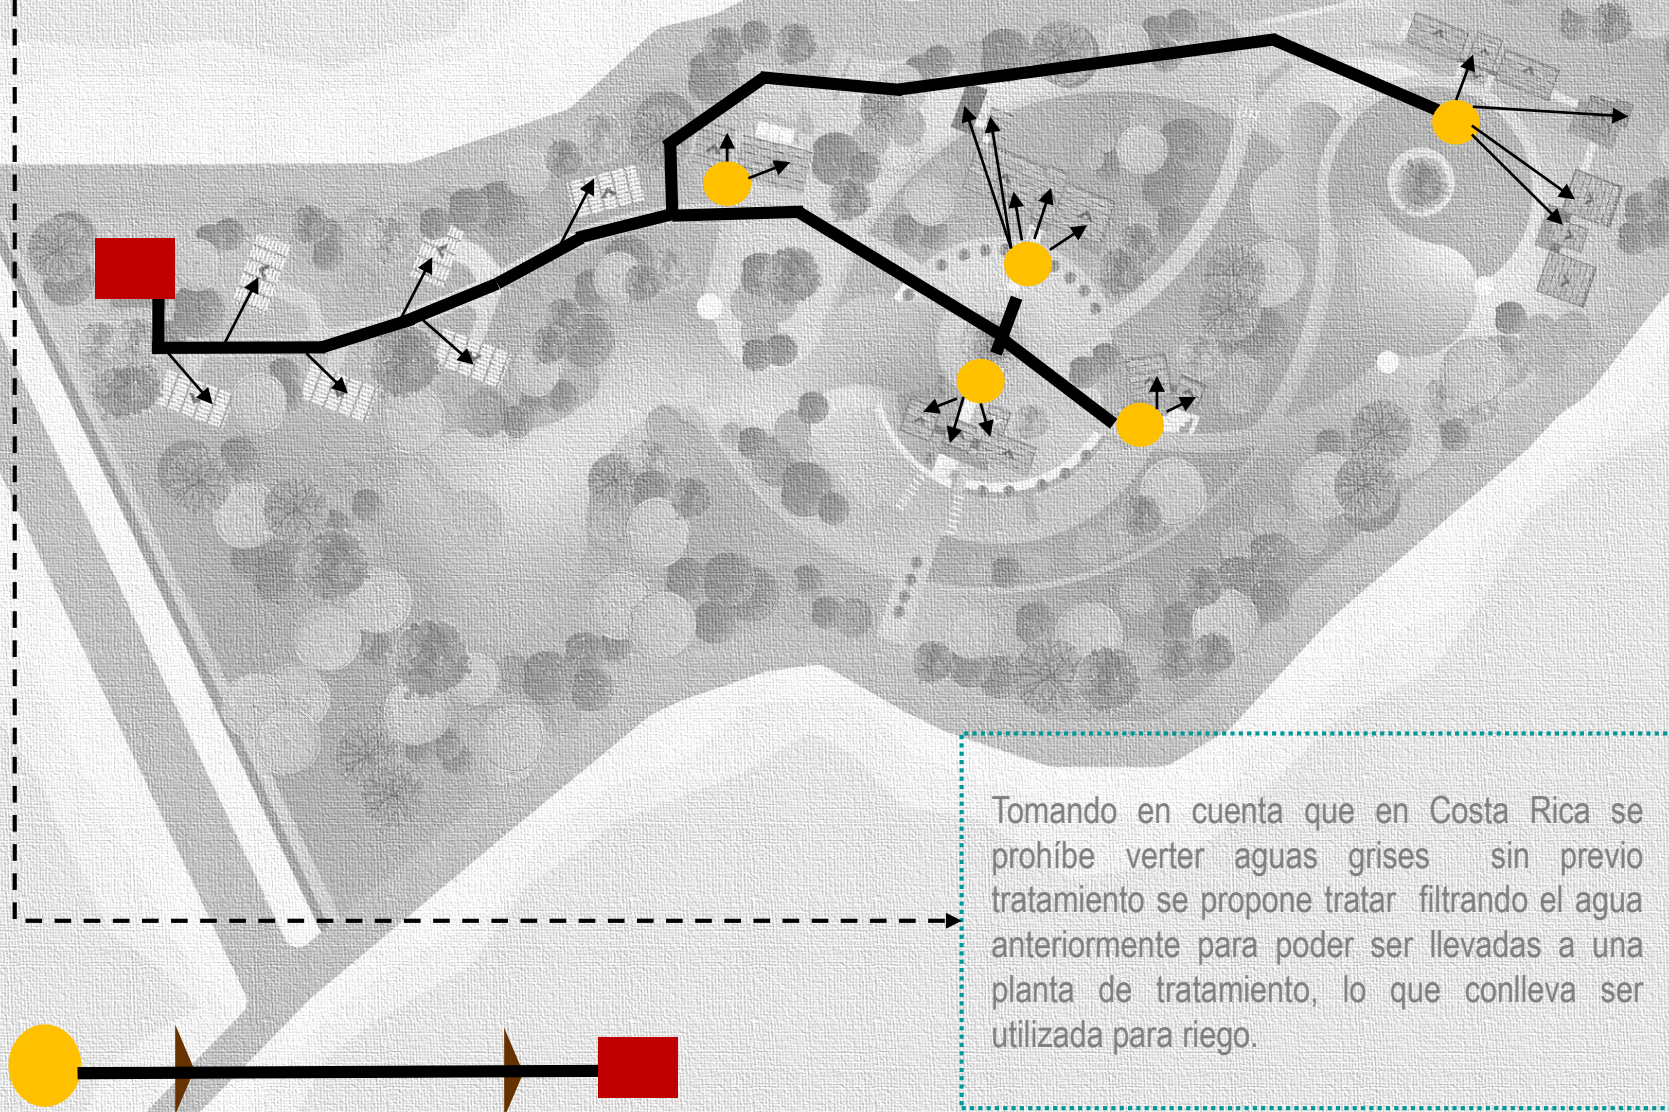 Tomando en cuenta que en Costa Rica se
prohíbe verter aguas grises sin previo
tratamiento se propone tratar filtrando el agua
anteriormente para poder ser llevadas a una
planta de tratamiento, lo que conlleva ser
utilizada para riego.